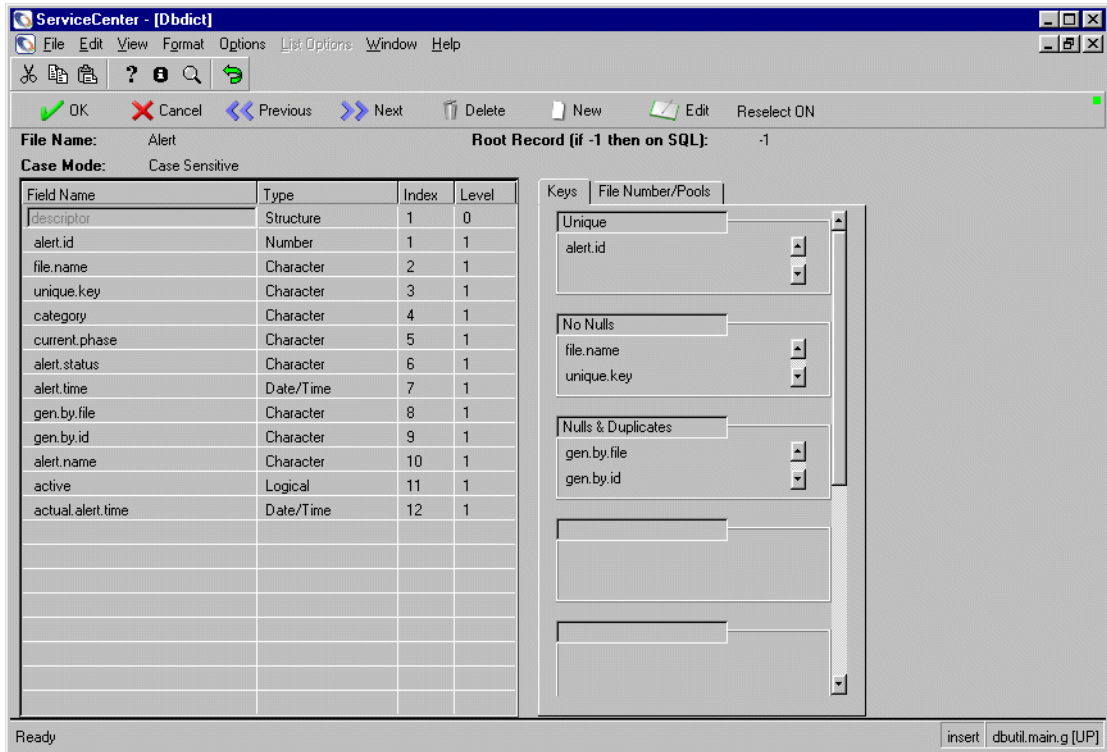 ServiceCenter - [Dbdict]
File Edit View Format Options List Options Window Help
OK Cancel Previous Next Delete New Edit Reselect ON
File Name: Alert Root Record (if -1 then on SQL): -1
Case Mode: Case Sensitive
Field Name Type Index Level
descriptor Structure 1 0
alert.id Number 1 1
file.name Character 2 1
unique.key Character 3 1
category Character 4 1
current.phase Character 5 1
alert.status Character 6 1
alert.time Date/Time 7 1
gen.by.file Character 8 1
gen.by.id Character 9 1
alert.name Character 10 1
active Logical 11 1
actual.alert.time Date/Time 12 1
Keys File Number/Pools
Unique
alert.id
No Nulls
file.name
unique.key
Nulls & Duplicates
gen.by.file
gen.by.id
Ready insert dbutil.main.g [UP]